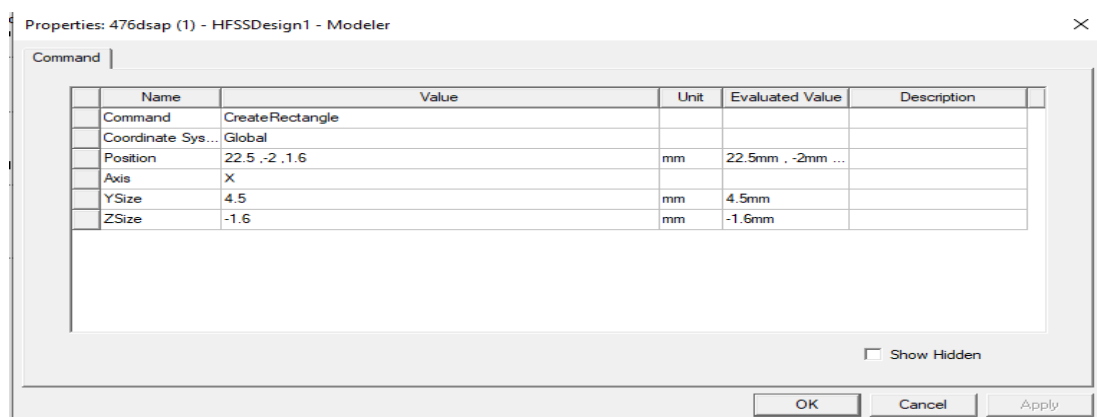 Properties: 476dsap (1) - HFSSDesign1 - Modeler
Command
Name Value Unit Evaluated Value Description
Command CreateRectangle
Coordinate Sys... Global
Position 22.5 ,-2 ,1.6 mm 22.5mm , -2mm ...
Axis X
YSize 4.5 mm 4.5mm
ZSize -1.6 mm -1.6mm
Show Hidden
OK Cancel Apply